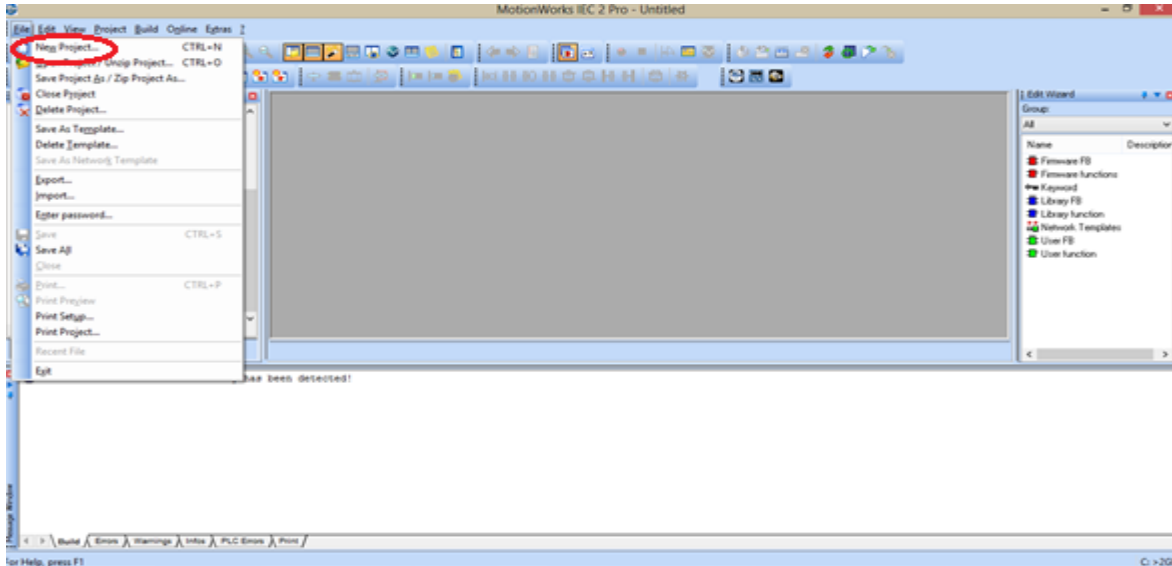 MotionWorks IEC 2 Pro - Untitled
File Edit View Project Build Online Extras ?
New Project... CTRL+N
Project / Unzip Project... CTRL+O
Save Project As / Zip Project As...
Close Project
Delete Project...
Save As Template...
Delete Template...
Save As Network Template
Export...
Import...
Enter password...
Save CTRL+S
Save All
Close
Print... CTRL+P
Print Preview
Print Setup...
Print Project...
Recent File
Exit
Edit Wizard
Group:
All
Name Description
Firmware FB
Firmware functions
Keyword
Library FB
Library function
Network Templates
User FB
User function
has been detected!
Message Window
Build Errors Warnings Infos PLC Errors Print
For Help, press F1
C: >2G